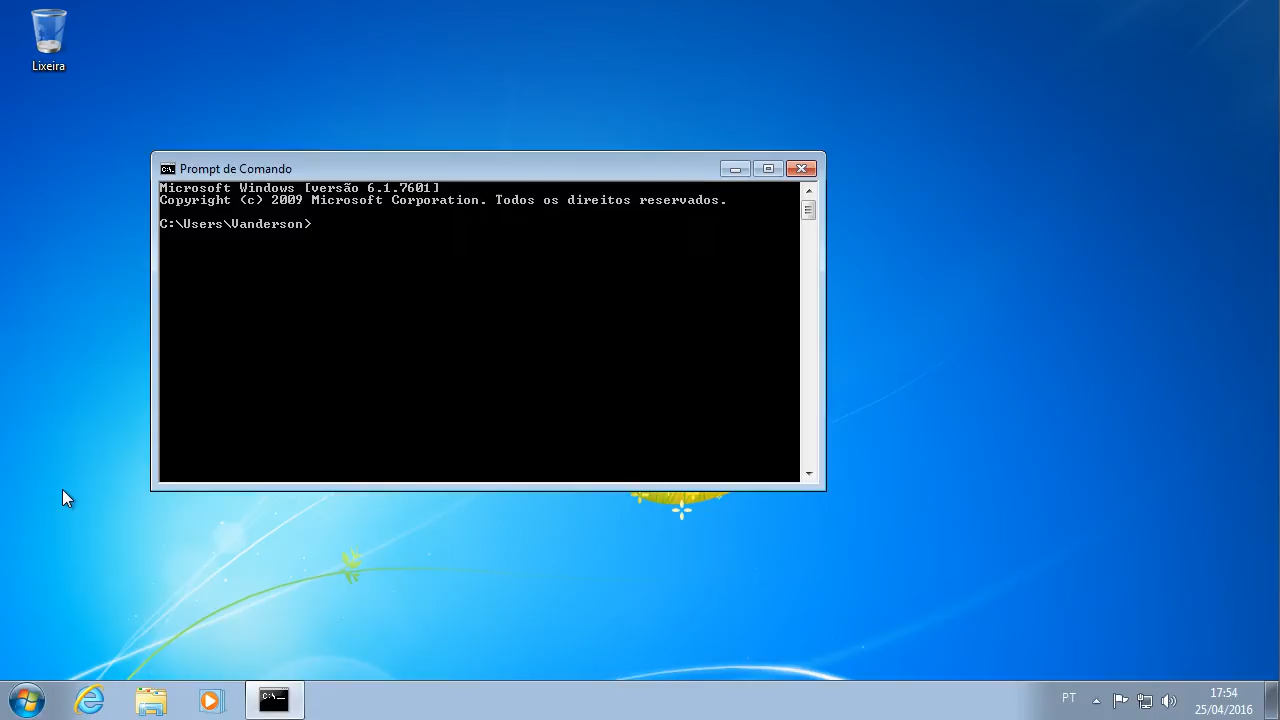 Lixeira
Prompt de Comando
Microsoft Windows [versão 6.1.7601]
Copyright (c) 2009 Microsoft Corporation. Todos os direitos reservados.
C:\Users\Vanderson>
PT
17:54
25/04/2016